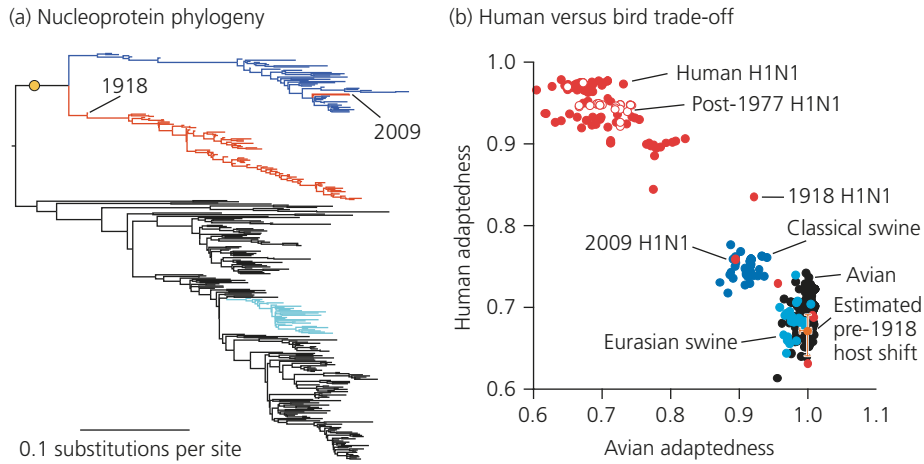 (a) Nucleoprotein phylogeny
1918
2009
0.1 substitutions per site
(b) Human versus bird trade-off
Human adaptedness
1.0
0.9
0.8
0.7
0.6
Human H1N1
Post-1977 H1N1
1918 H1N1
2009 H1N1
Classical swine
Avian
Estimated
pre-1918
host shift
Eurasian swine
0.6 0.7 0.8 0.9 1.0 1.1
Avian adaptedness